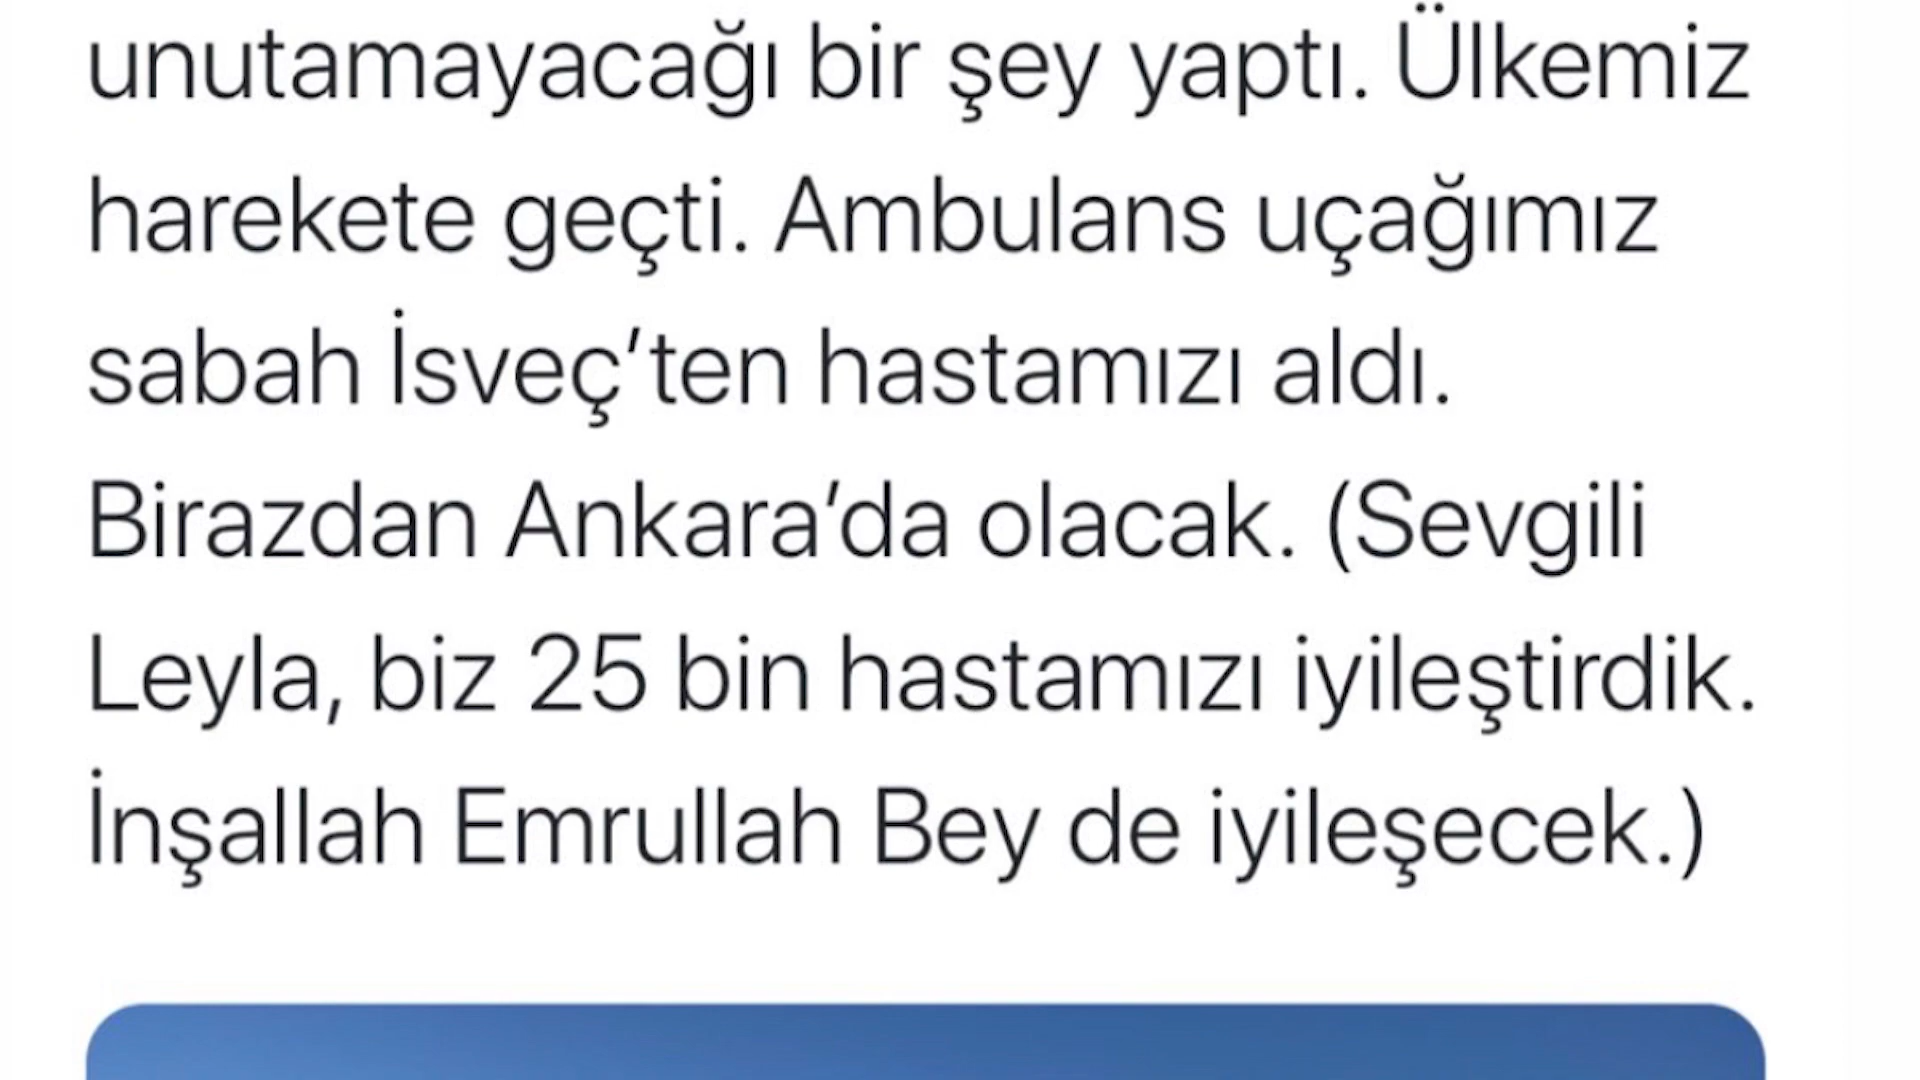 unutamayacağı bir şey yaptı. Ülkemiz
harekete geçti. Ambulans uçağımız
sabah İsveç’ten hastamızı aldı.
Birazdan Ankara’da olacak. (Sevgili
Leyla, biz 25 bin hastamızı iyileştirdik.
İnşallah Emrullah Bey de iyileşecek.)